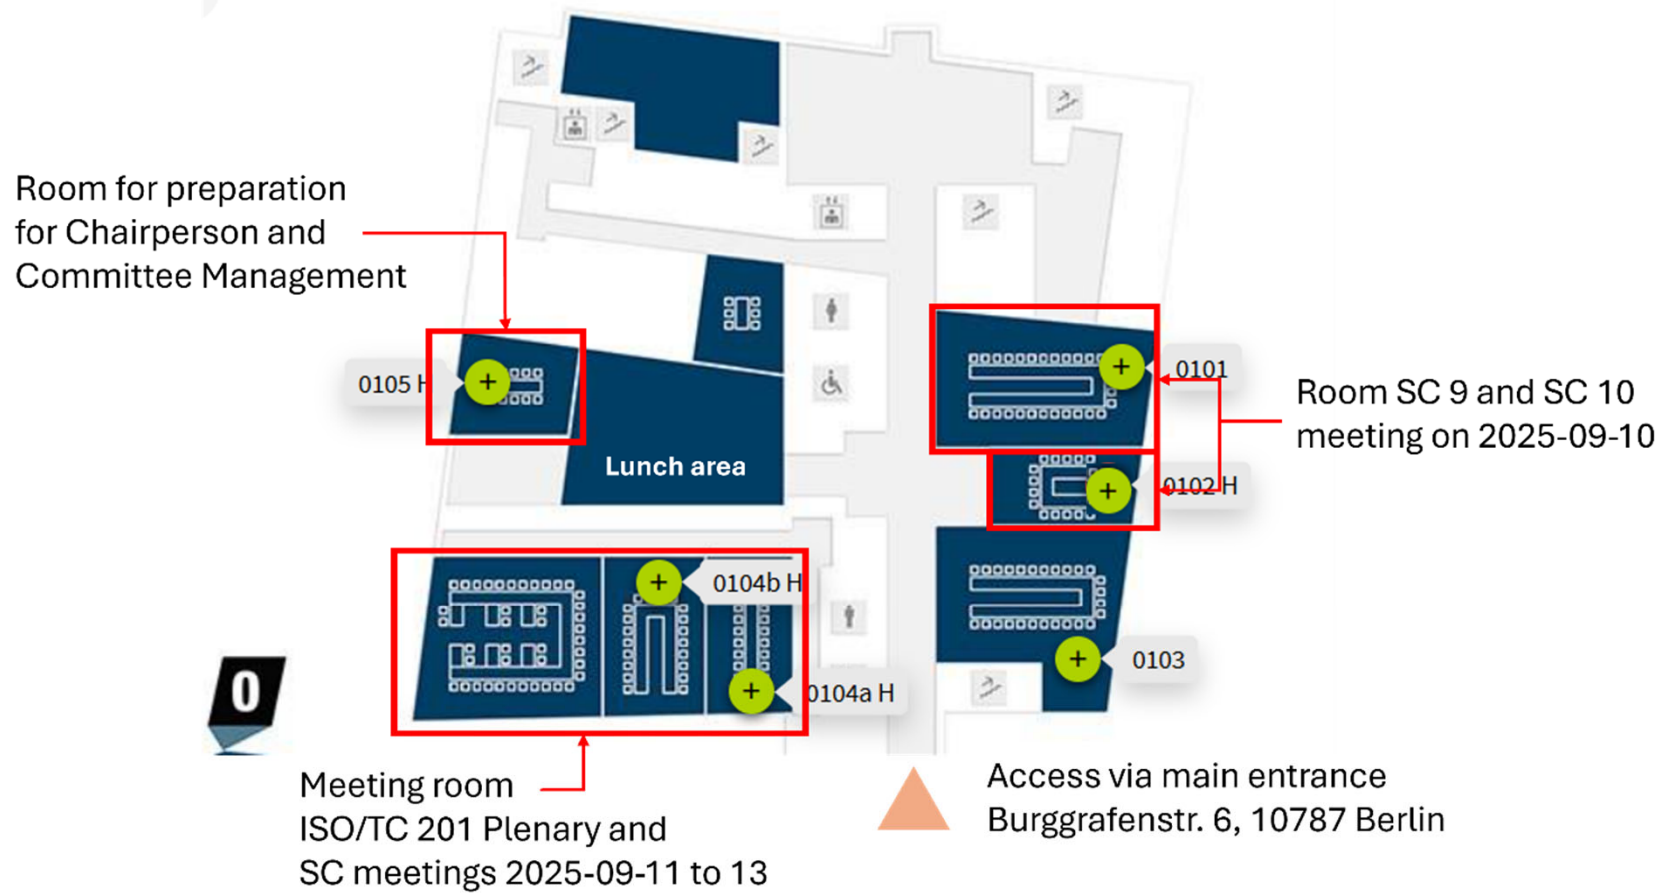 Room for preparation
for Chairperson and
Committee Management
0105 H
0101
Room SC 9 and SC 10
meeting on 2025-09-10
Lunch area
0102 H
0104b H
0103
0104a H
0
Meeting room
ISO/TC 201 Plenary and
SC meetings 2025-09-11 to 13
Access via main entrance
Burggrafenstr. 6, 10787 Berlin